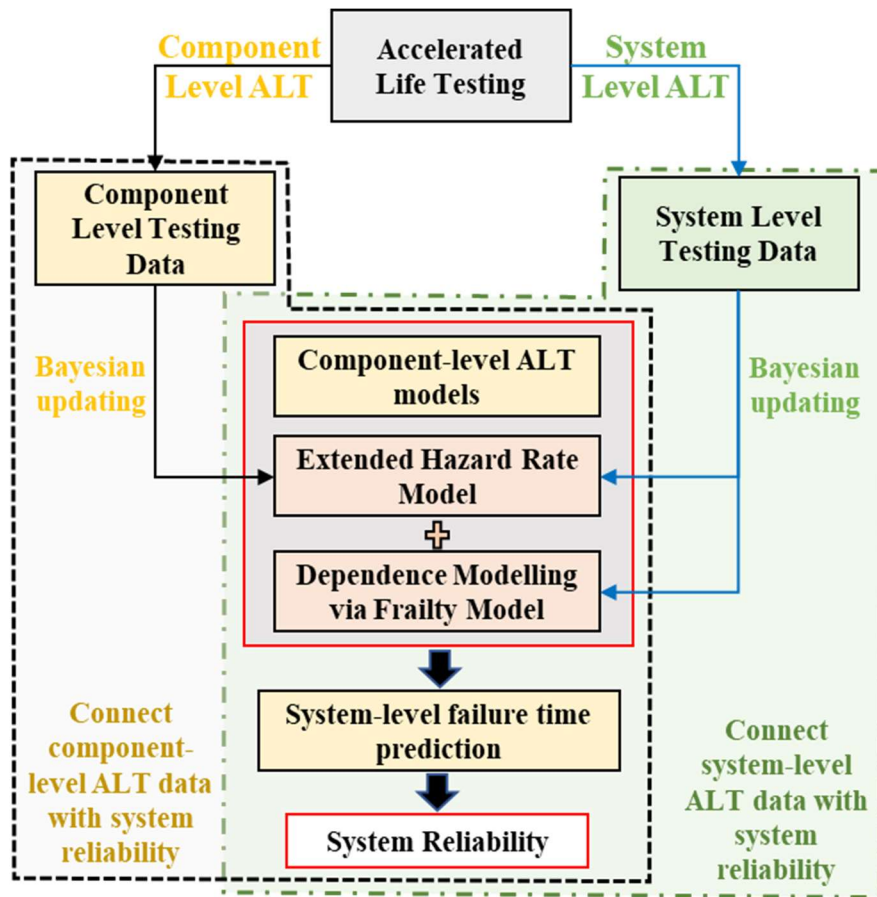 Component
Level ALT
Accelerated
Life Testing
System
Level ALT
Component
Level Testing
Data
System Level
Testing Data
Bayesian
updating
Component-level ALT
models
Extended Hazard Rate
Model
Dependence Modelling
via Frailty Model
Bayesian
updating
System-level failure time
prediction
System Reliability
Connect
component-
level ALT data
with system
reliability
Connect
system-level
ALT data with
system
reliability